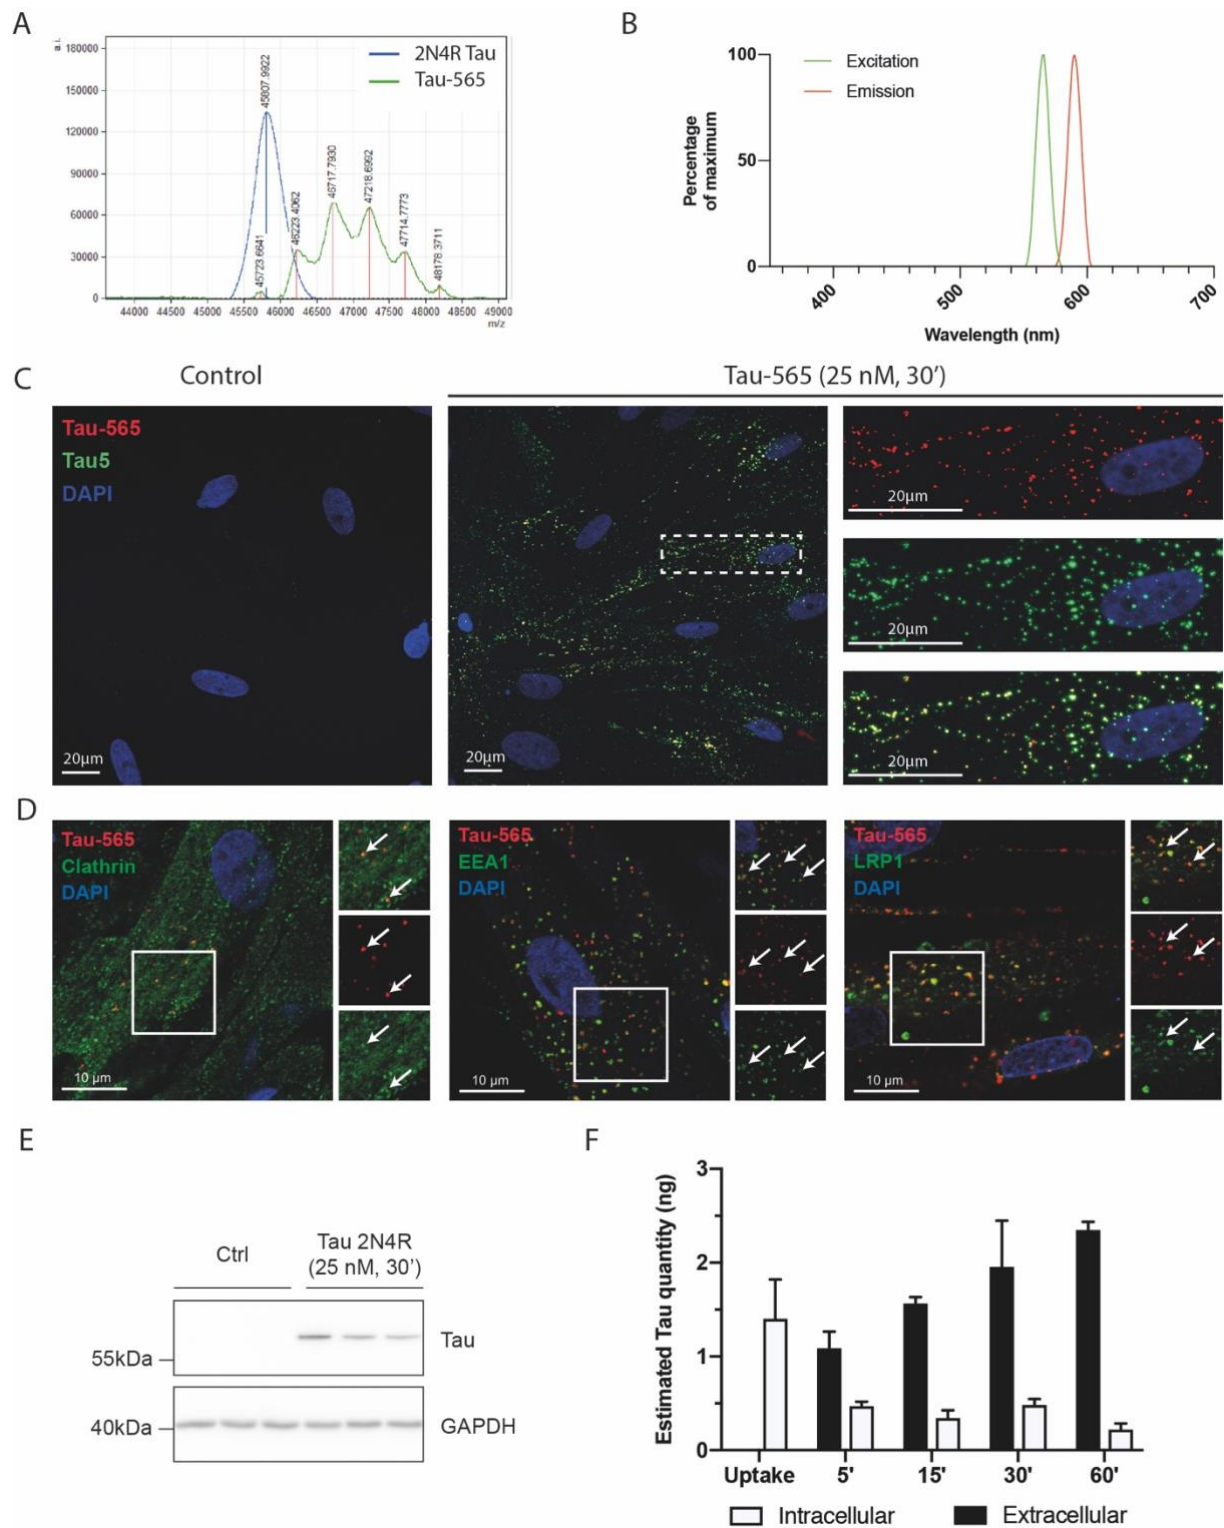 A
a.i.
180000
150000
120000
90000
60000
30000
0
2N4R Tau
Tau-565
45807.9922
45723.6641
46223.4062
46717.7930
47218.6992
47714.7773
48178.3711
44000 44500 45000 45500 46000 46500 47000 47500 48000 48500 49000
m/z
B
Percentage
of maximum
100
50
0
Excitation
Emission
400 500 600 700
Wavelength (nm)
C
Control
Tau-565 (25 nM, 30')
Tau-565
Tau5
DAPI
20μm
20μm
20μm
20μm
20μm
D
Tau-565
Clathrin
DAPI
10 μm
Tau-565
EEA1
DAPI
10 μm
Tau-565
LRP1
DAPI
10 μm
E
Ctrl
Tau 2N4R
(25 nM, 30')
55kDa
Tau
40kDa
GAPDH
F
Estimated Tau quantity (ng)
3
2
1
0
Uptake 5' 15' 30' 60'
Intracellular Extracellular